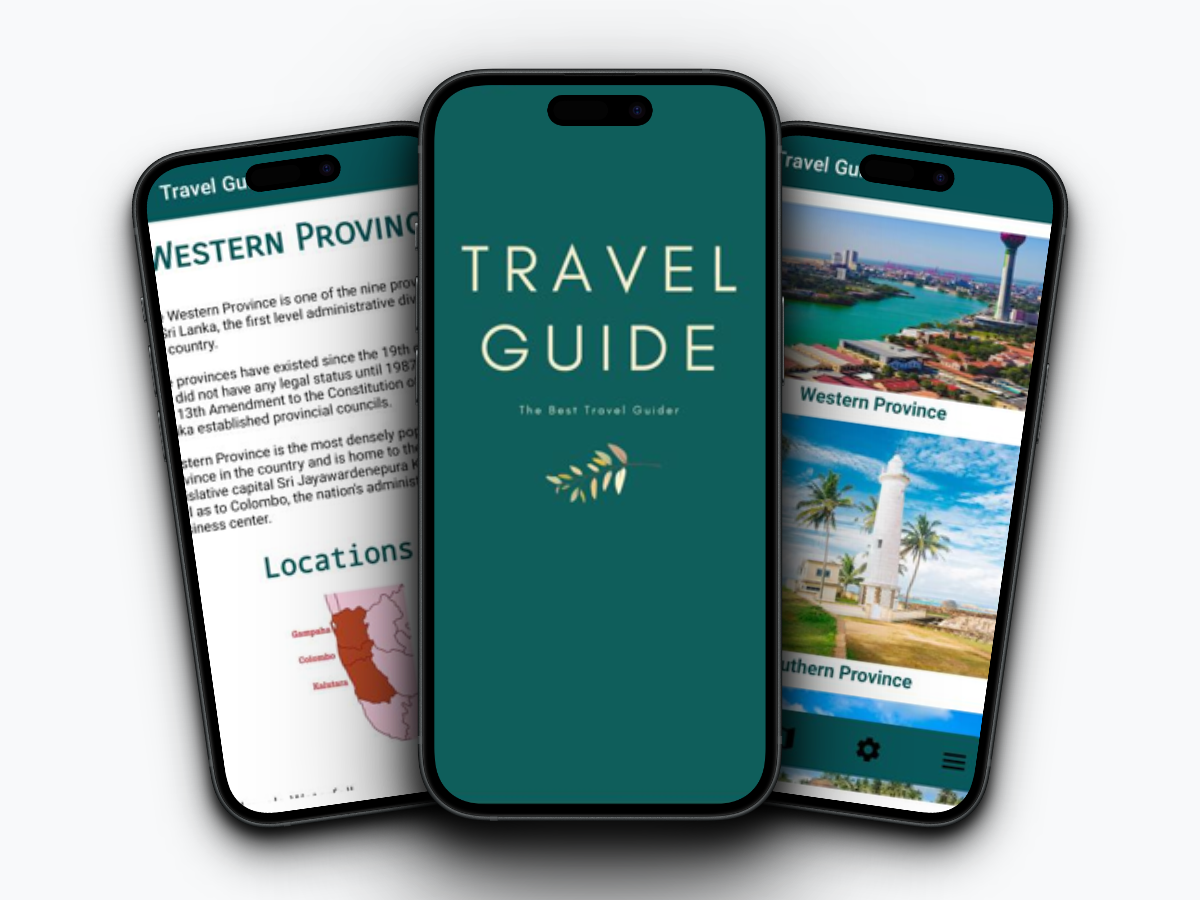 Travel Gu
WESTERN PROVINC
Western Province is one of the nine prov
Sri Lanka, the first level administrative div
country.
provinces have existed since the 19th
did not have any legal status until 1987
13th Amendment to the Constitution of
ka established provincial councils.
stern Province is the most densely pop
vince in the country and is home to the
slative capital Sri Jayawardenepura K
l as to Colombo, the nation's administ
iness center.
Locations
Gampaha
Colombo
Kalutara
TRAVEL
GUIDE
The Best Travel Guider
Travel Gu
Western Province
uthern Province